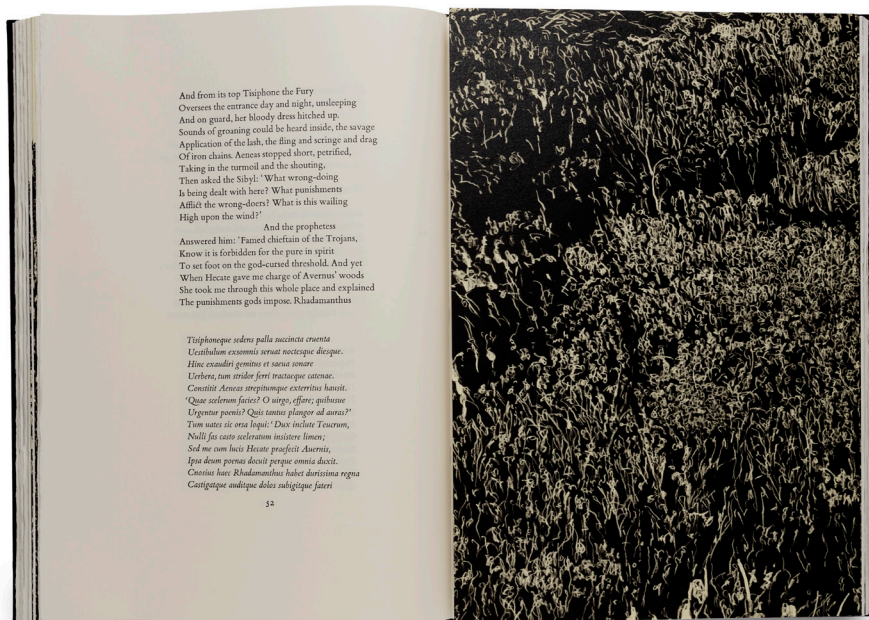 And from its top Tisiphone the Fury
Oversees the entrance day and night, unsleeping
And on guard, her bloody dress hitched up.
Sounds of groaning could be heard inside, the savage
Application of the lash, the fling and scringe and drag
Of iron chains. Aeneas stopped short, petrified,
Taking in the turmoil and the shouting,
Then asked the Sibyl: ‘What wrong-doing
Is being dealt with here? What punishments
Afflict the wrong-doers? What is this wailing
High upon the wind?’
And the prophetess
Answered him: ‘Famed chieftain of the Trojans,
Know it is forbidden for the pure in spirit
To set foot on the god-cursed threshold. And yet
When Hecate gave me charge of Avernus’ woods
She took me through this whole place and explained
The punishments gods impose. Rhadamanthus
Tisiphoneque sedens palla succincta cruenta
Uestibulum exsomnis seruat noctesque diesque.
Hinc exaudiri gemitus et saeua sonare
Uerbera, tum stridor ferri tractaeque catenae.
Constitit Aeneas strepitumque exterritus hausit.
‘Quae scelerum facies? O uirgo, effare; quibusue
Urgentur poenis? Quis tantus plangor ad auras?’
Tum uates sic orsa loqui: ‘Dux inclute Teucrum,
Nulli fas casto sceleratum insistere limen;
Sed me cum lucis Hecate praefecit Auernis,
Ipsa deum poenas docuit perque omnia duxit.
Cnosius haec Rhadamanthus habet durissima regna
Castigatque auditque dolos subigitque fateri
52